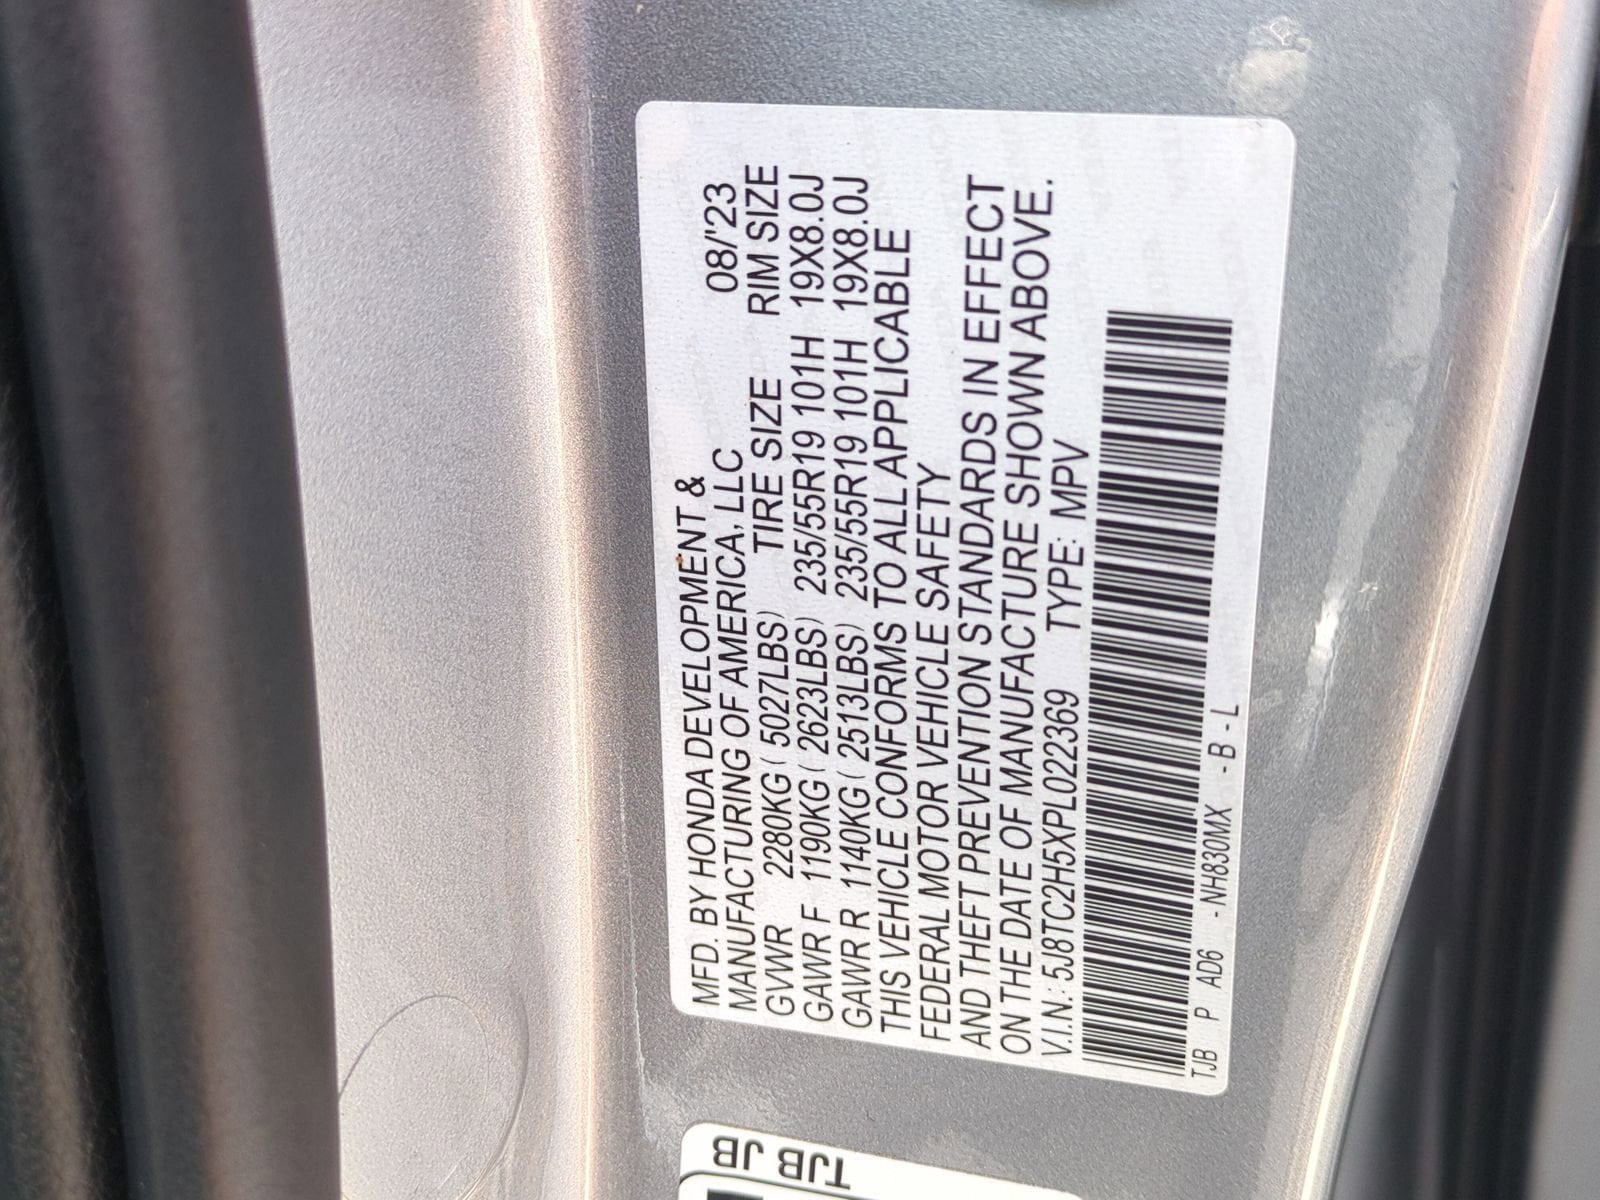 MFD. BY HONDA DEVELOPMENT &
MANUFACTURING OF AMERICA, LLC 08/'23
GVWR 2280KG ( 5027LBS) TIRE SIZE RIM SIZE
GAWR F 1190KG ( 2623LBS) 235/55R19 101H 19X8.0J
GAWR R 1140KG ( 2513LBS) 235/55R19 101H 19X8.0J
THIS VEHICLE CONFORMS TO ALL APPLICABLE
FEDERAL MOTOR VEHICLE SAFETY
AND THEFT PREVENTION STANDARDS IN EFFECT
ON THE DATE OF MANUFACTURE SHOWN ABOVE.
V.I.N.: 5J8TC2H5XPL022369 TYPE: MPV
TJB P AD6 - NH830MX - B - L
TJB JB